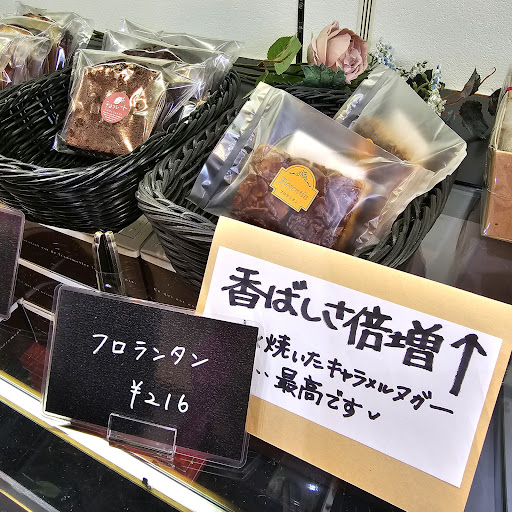 フロランタン
¥216
香ばしさ倍増↑
く焼いたキャラメルヌガー
最高です